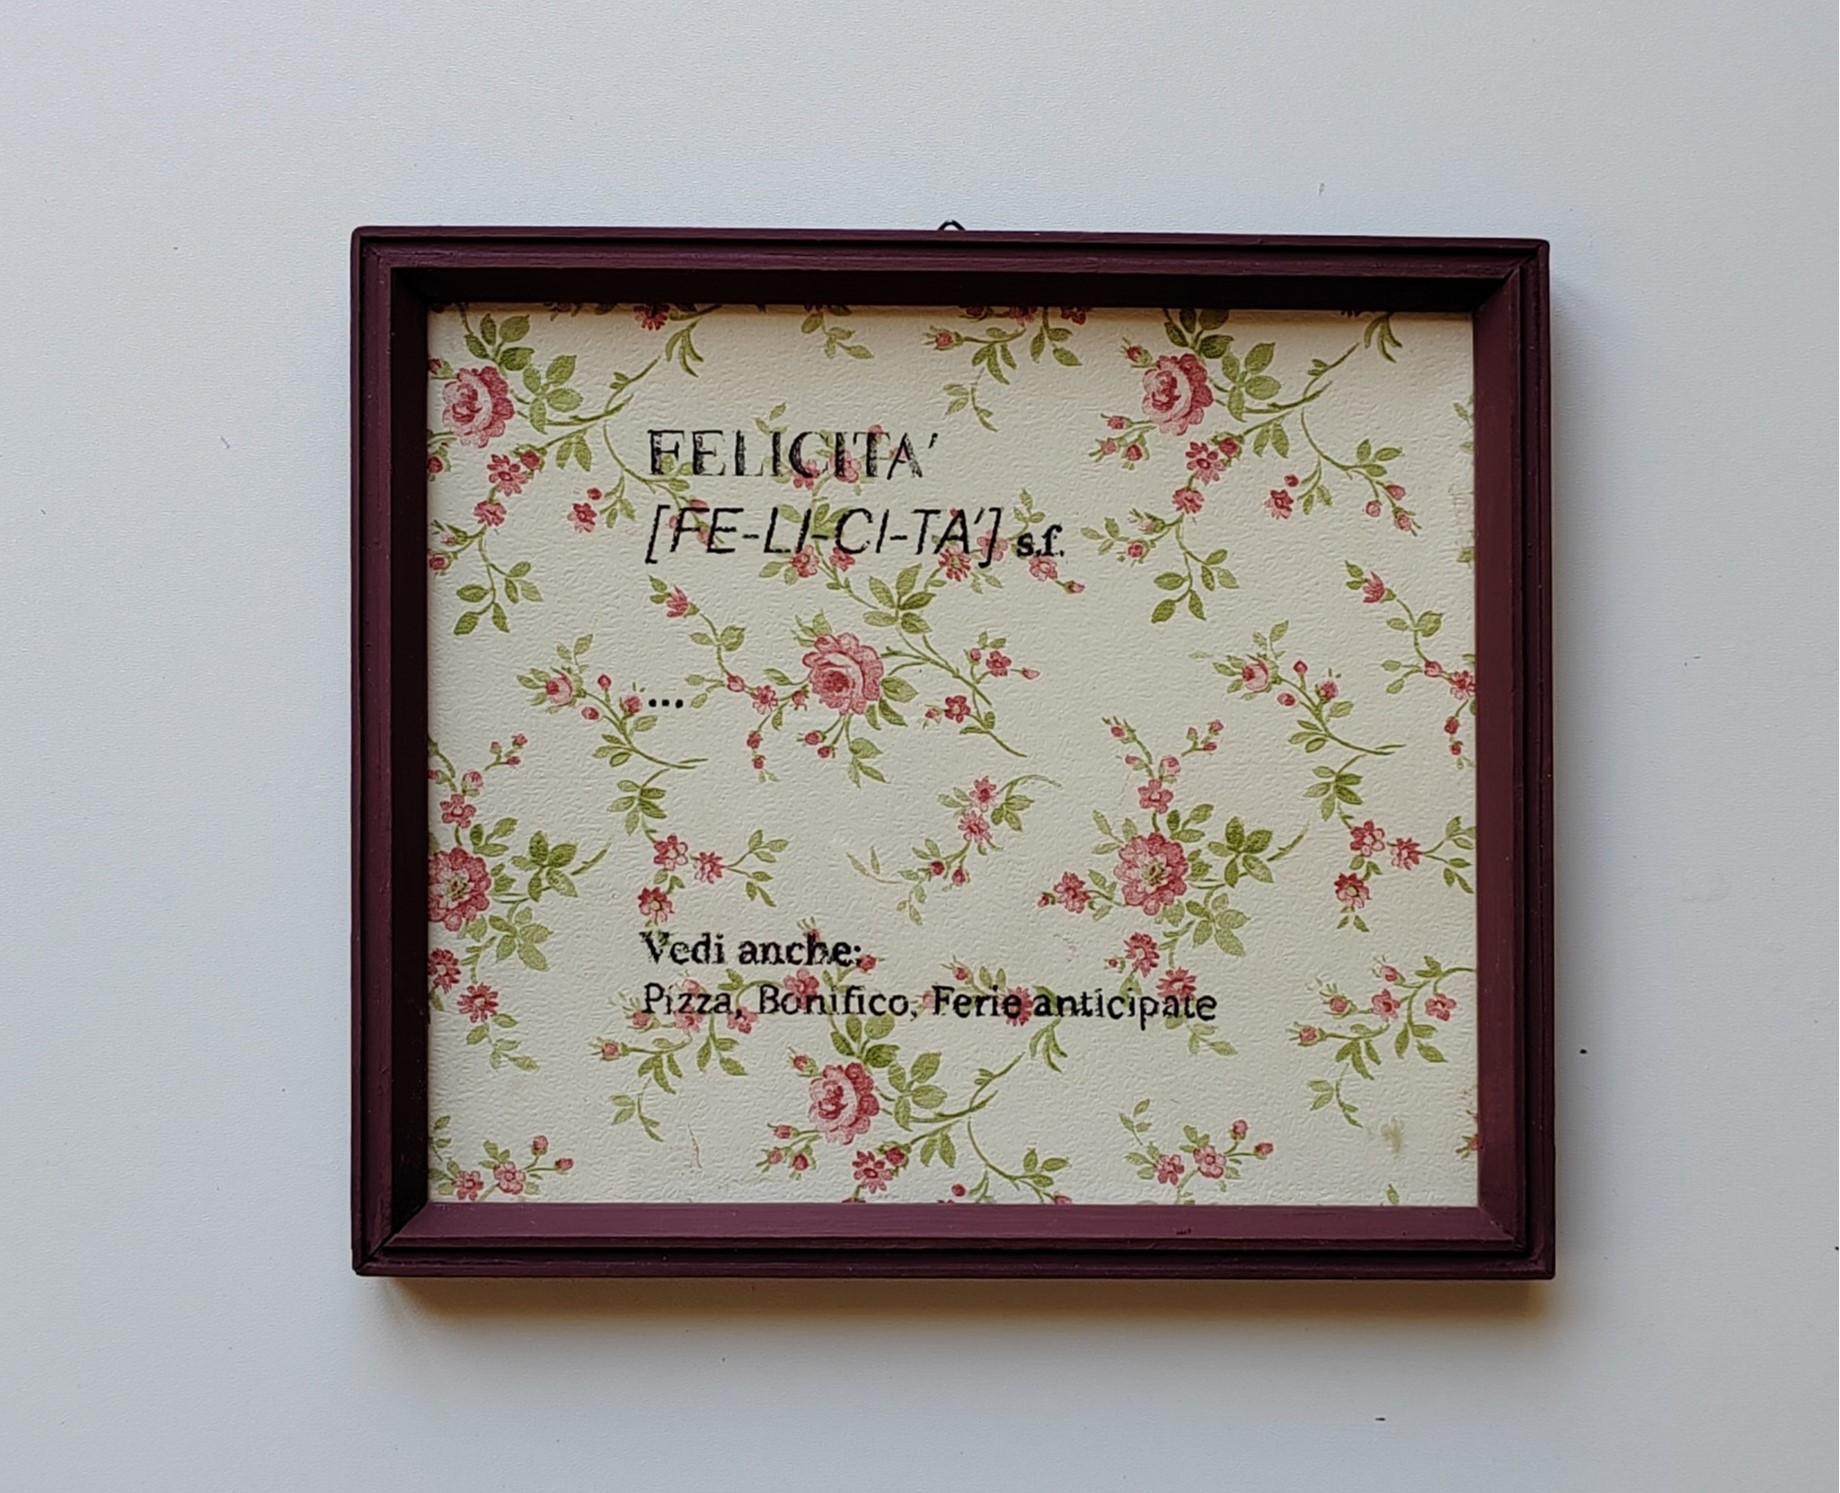 FELICITA'
[FE-LI-CI-TA'] s.f.
...
Vedi anche:
Pizza, Bonifico, Ferie anticipate